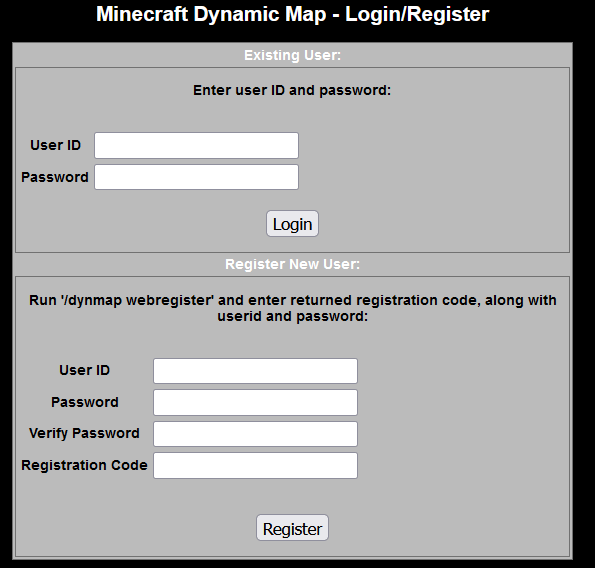 Minecraft Dynamic Map - Login/Register
Existing User:
Enter user ID and password:
User ID
Password
Login
Register New User:
Run '/dynmap webregister' and enter returned registration code, along with
userid and password:
User ID
Password
Verify Password
Registration Code
Register